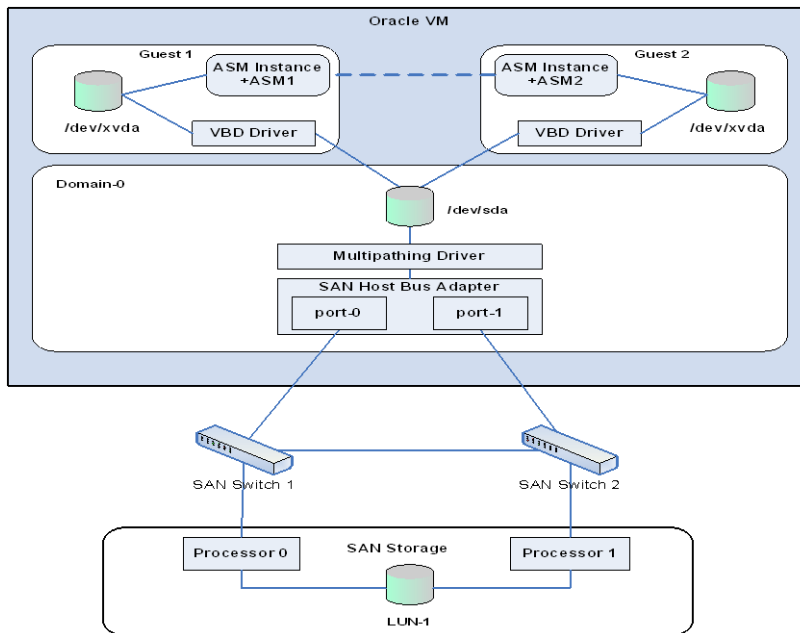 Oracle VM
Guest 1
ASM Instance
+ASM1
/dev/xvda
VBD Driver
Guest 2
ASM Instance
+ASM2
/dev/xvda
VBD Driver
Domain-0
/dev/sda
Multipathing Driver
SAN Host Bus Adapter
port-0
port-1
SAN Switch 1
SAN Switch 2
SAN Storage
Processor 0
Processor 1
LUN-1